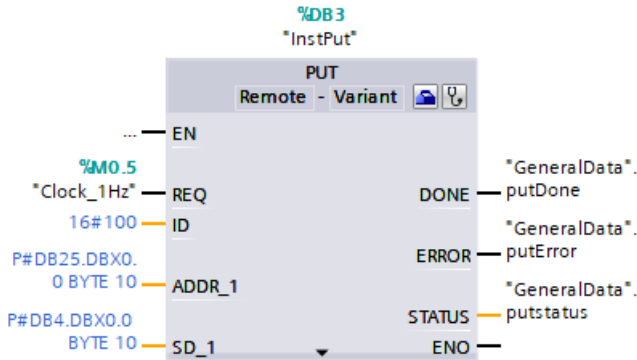 %DB3
"InstPut"
PUT
Remote - Variant
... EN
%M0.5
"Clock_1Hz" REQ
16#100 ID
P#DB25.DBX0.
0 BYTE 10 ADDR_1
P#DB4.DBX0.0
BYTE 10 SD_1
"GeneralData".
DONE putDone
"GeneralData".
ERROR putError
"GeneralData".
STATUS putstatus
ENO